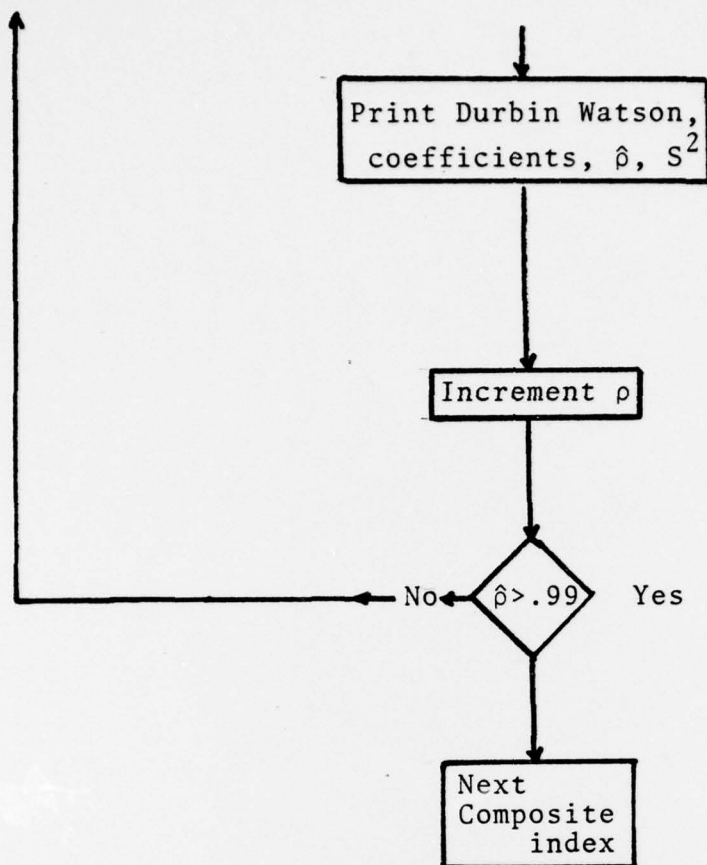 Print Durbin Watson,
coefficients, ρ̂, S²
Increment ρ
No
ρ̂>.99
Yes
Next
Composite
index